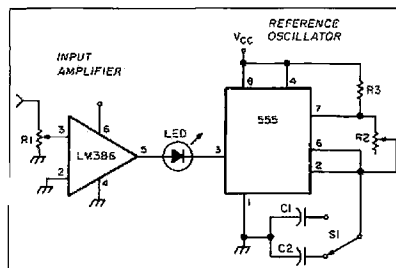 REFERENCE
OSCILLATOR
INPUT
AMPLIFIER
VCC
8
4
R3
7
R1
3
6
LED
555
R2
LM386
5
3
6
2
2
4
1
C1
S1
C2